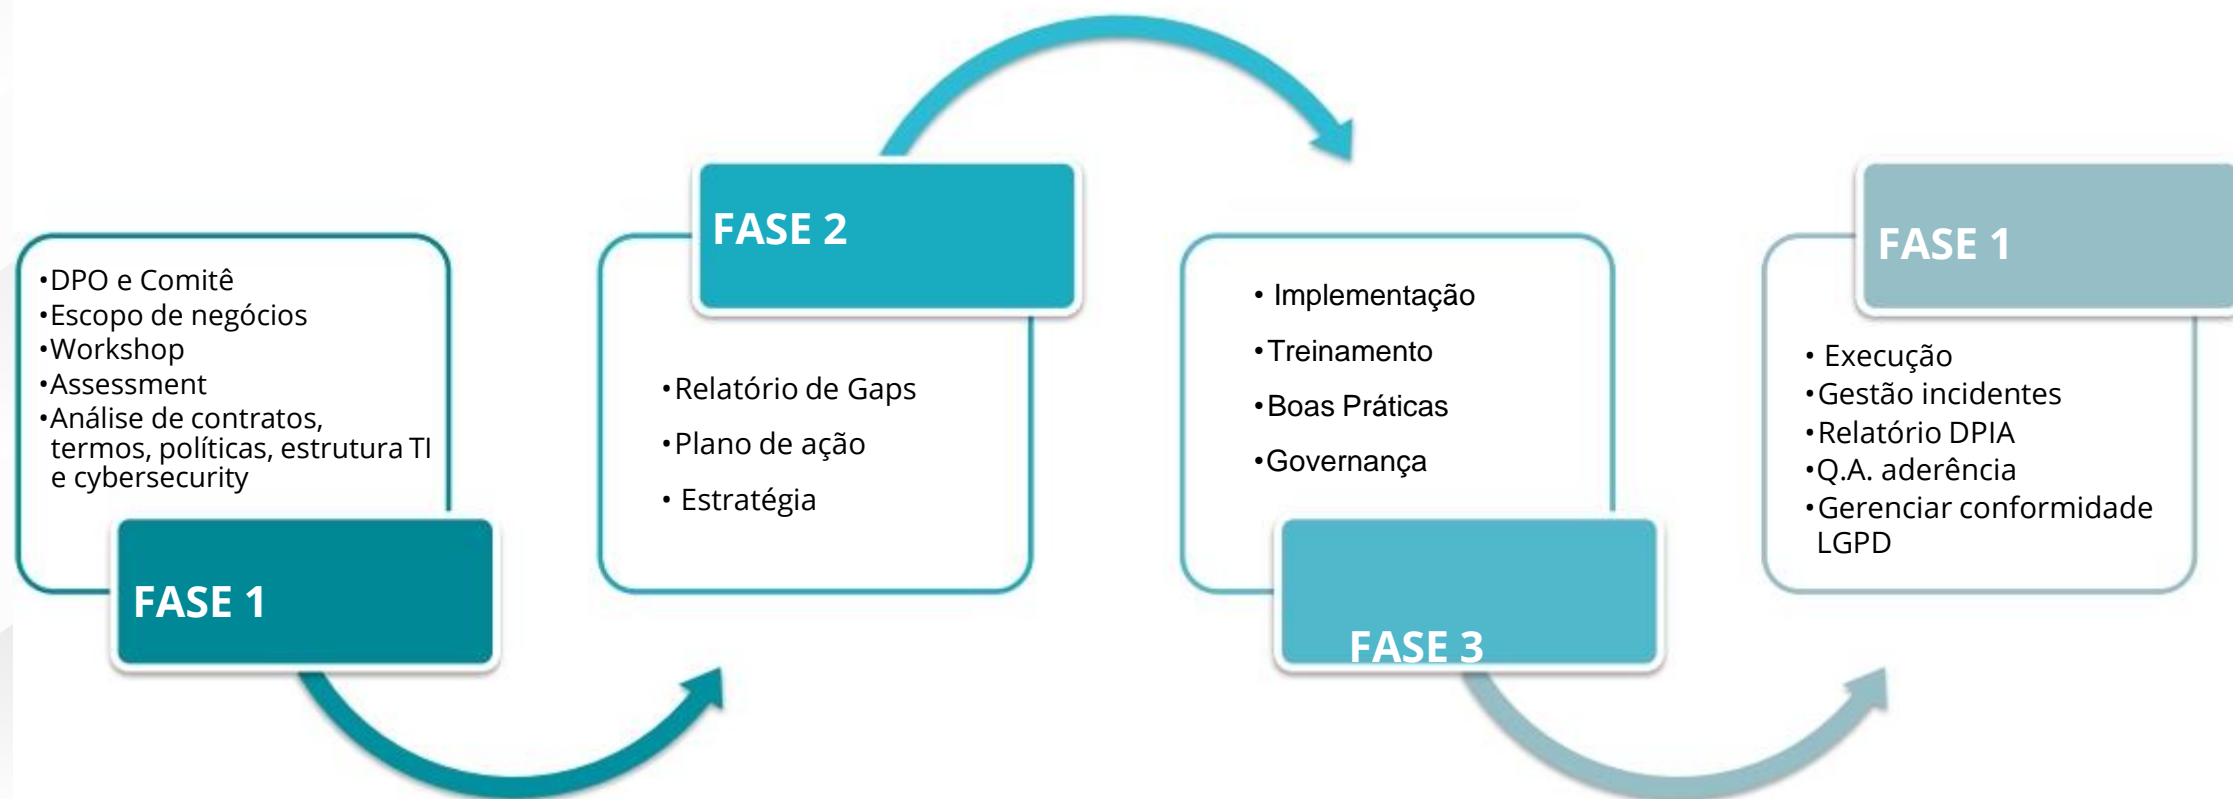 •DPO e Comitê
•Escopo de negócios
•Workshop
•Assessment
•Análise de contratos,
termos, políticas, estrutura TI
e cybersecurity
FASE 1
FASE 2
•Relatório de Gaps
•Plano de ação
• Estratégia
• Implementação
•Treinamento
•Boas Práticas
•Governança
FASE 3
FASE 1
• Execução
•Gestão incidentes
•Relatório DPIA
•Q.A. aderência
•Gerenciar conformidade
LGPD